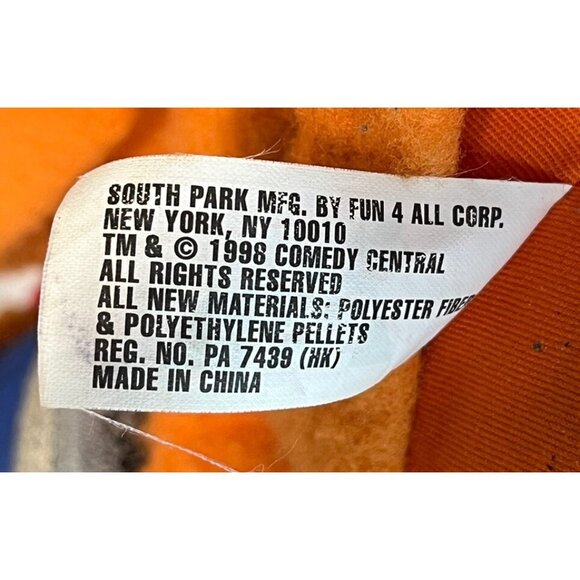 SOUTH PARK MFG. BY FUN 4 ALL CORP.
NEW YORK, NY 10010
TM & © 1998 COMEDY CENTRAL
ALL RIGHTS RESERVED
ALL NEW MATERIALS: POLYESTER
& POLYETHYLENE PELLETS
REG. NO. PA 7439 (HK)
MADE IN CHINA